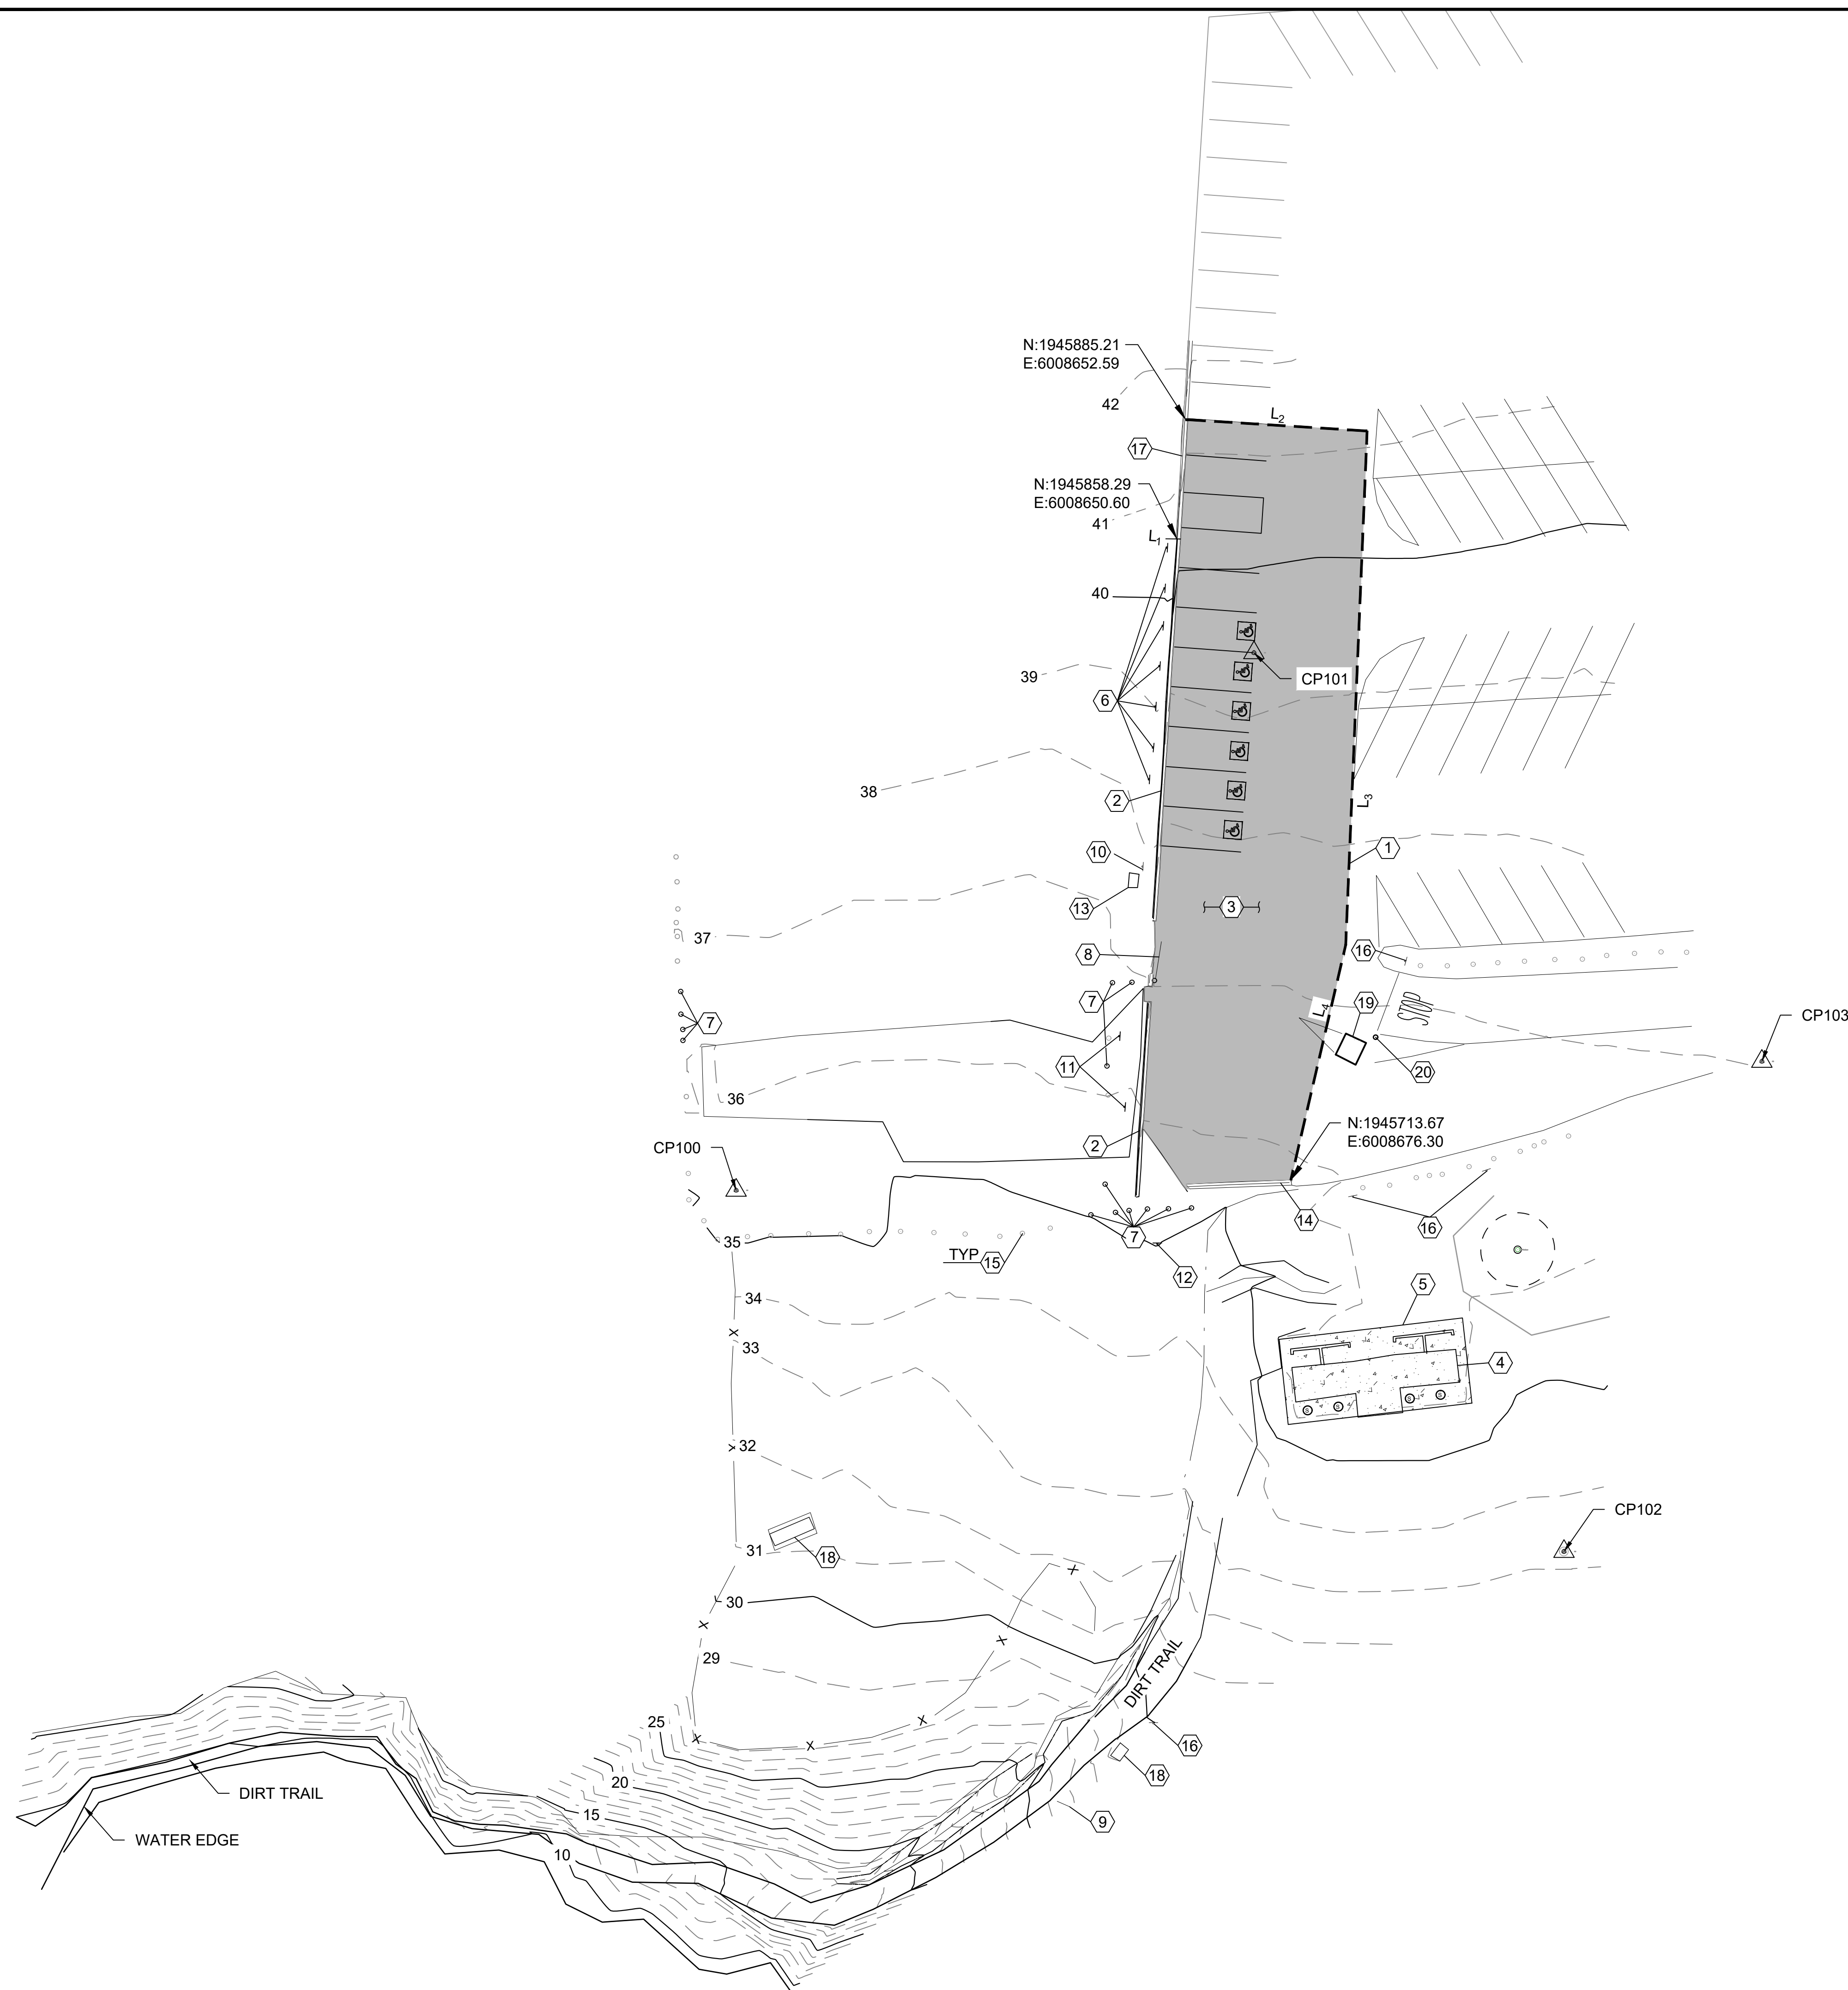 N:1945885.21
E:6008652.59
42
L2
17
N:1945858.29
E:6008650.60
41
L1
40
39
CP101
6
38
2
L3
10
1
13
3
37
8
16
7
7
L4
19
CP103
11
20
36
2
N:1945713.67
E:6008676.30
CP100
14
16
35
7
TYP
15
12
34
5
33
4
32
CP102
31
18
30
29
DIRT TRAIL
25
16
18
20
DIRT TRAIL
15
9
WATER EDGE
10
X
X
X
X
X
X
X
X
S
S
S
S